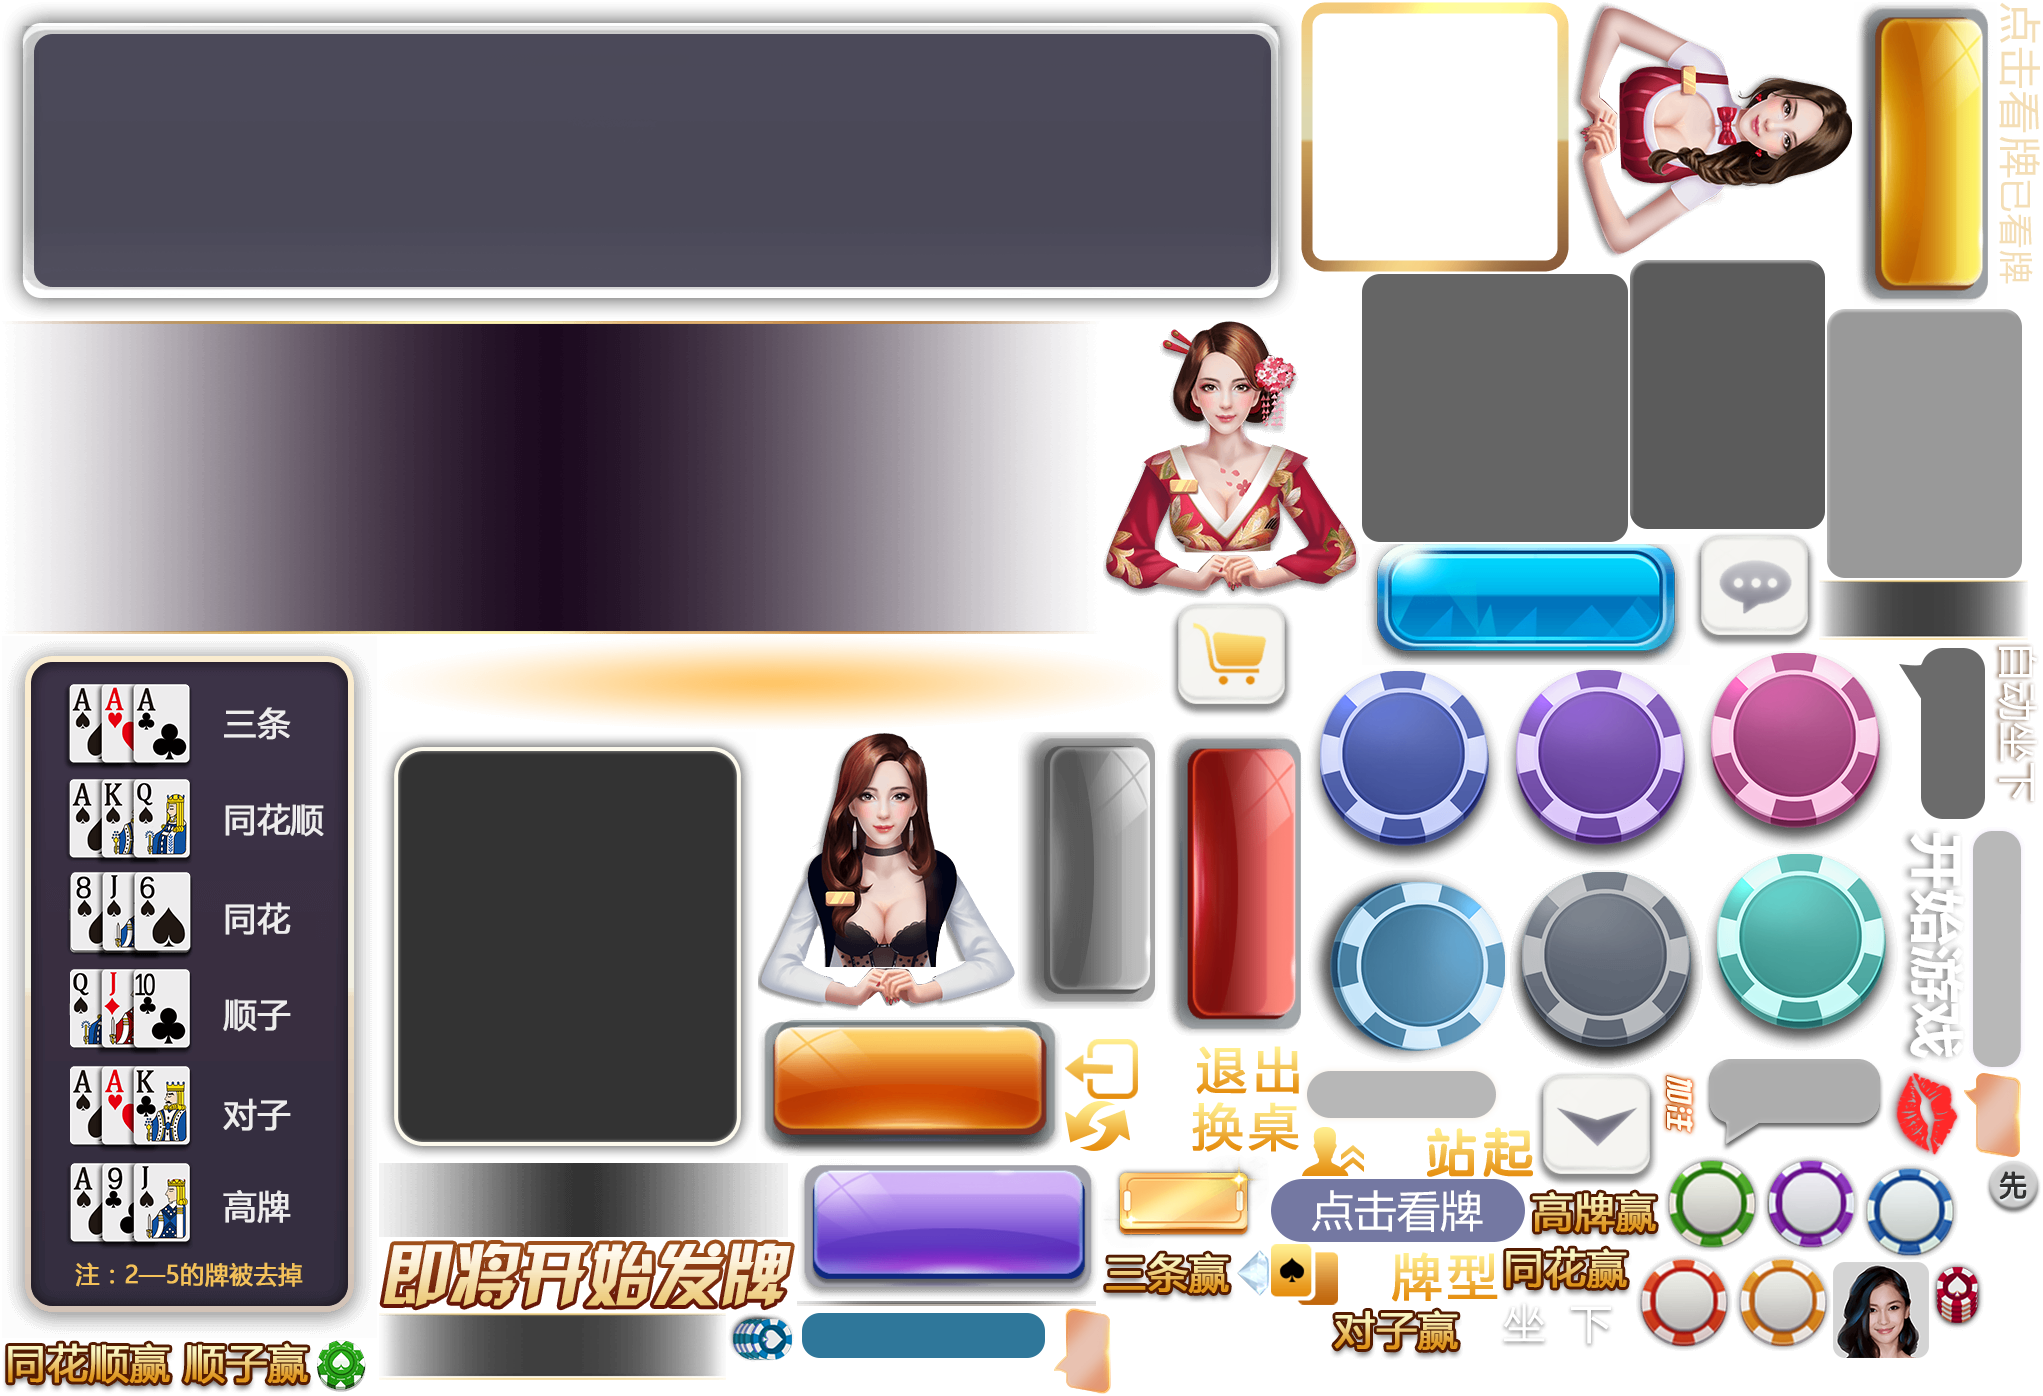 点击看牌已看牌
A A A 三条
A K Q 同花顺
8 J 6 同花
Q J 10 顺子
A A K 对子
A 9 J 高牌
注：2—5的牌被去掉
自动坐下
开始游戏
退出
换桌
加注
站起
先
点击看牌
高牌赢
即将开始发牌
三条赢
牌型
同花赢
对子赢
坐下
同花顺赢
顺子赢